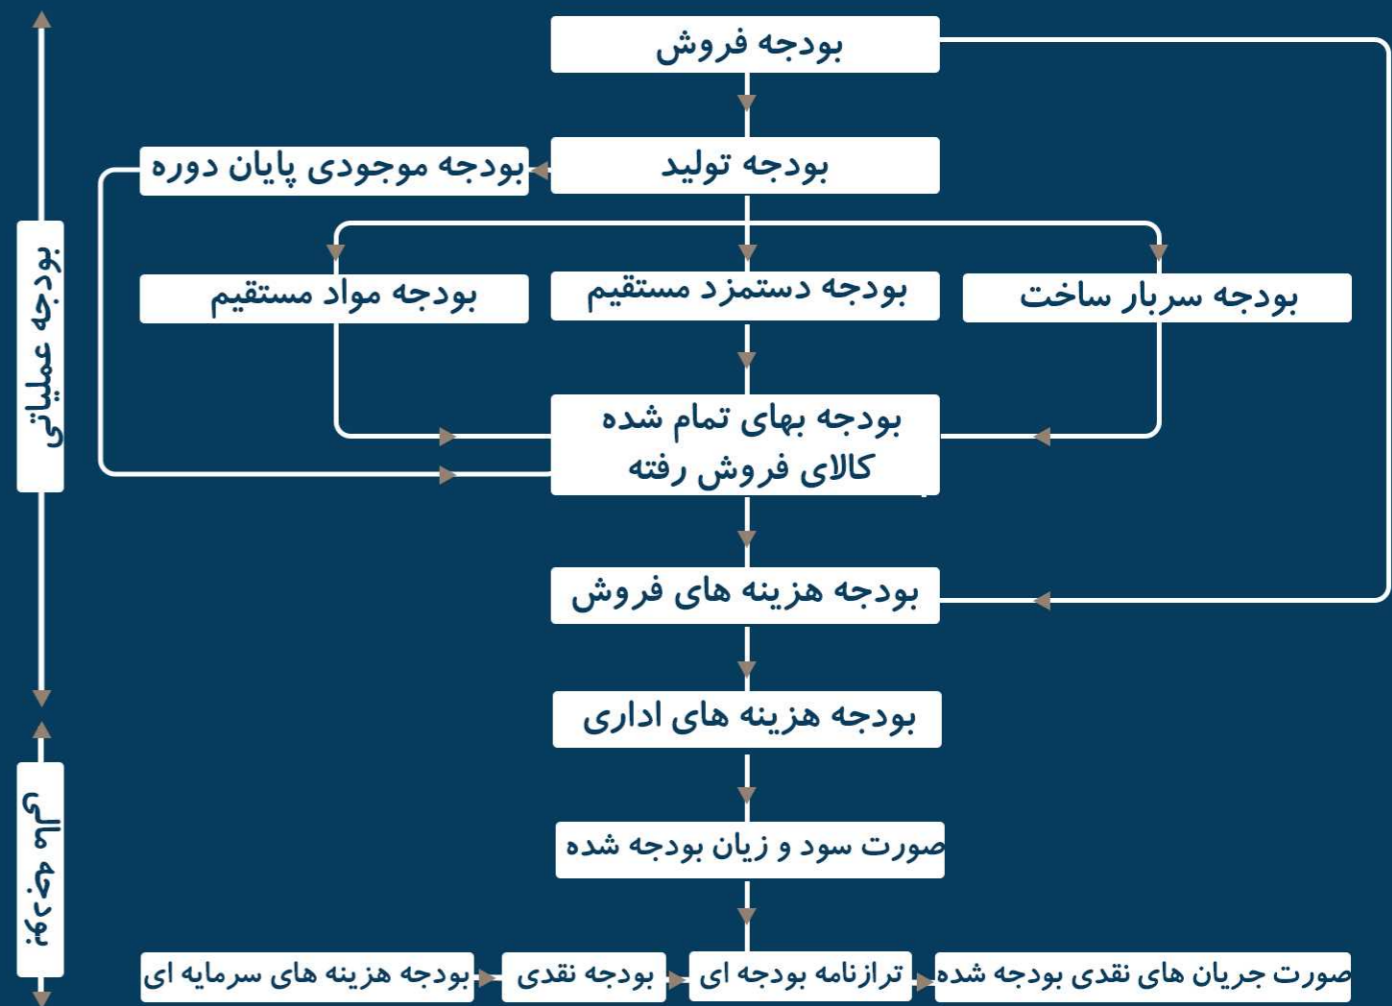 بودجه فروش
بودجه تولید
بودجه موجودی پایان دوره
بودجه سربار ساخت
بودجه دستمزد مستقیم
بودجه مواد مستقیم
بودجه بهای تمام شده
کالای فروش رفته
بودجه هزینه های فروش
بودجه هزینه های اداری
صورت سود و زیان بودجه شده
صورت جریان های نقدی بودجه شده
ترازنامه بودجه ای
بودجه نقدی
بودجه هزینه های سرمایه ای
بودجه عملیاتی
بودجه مالی